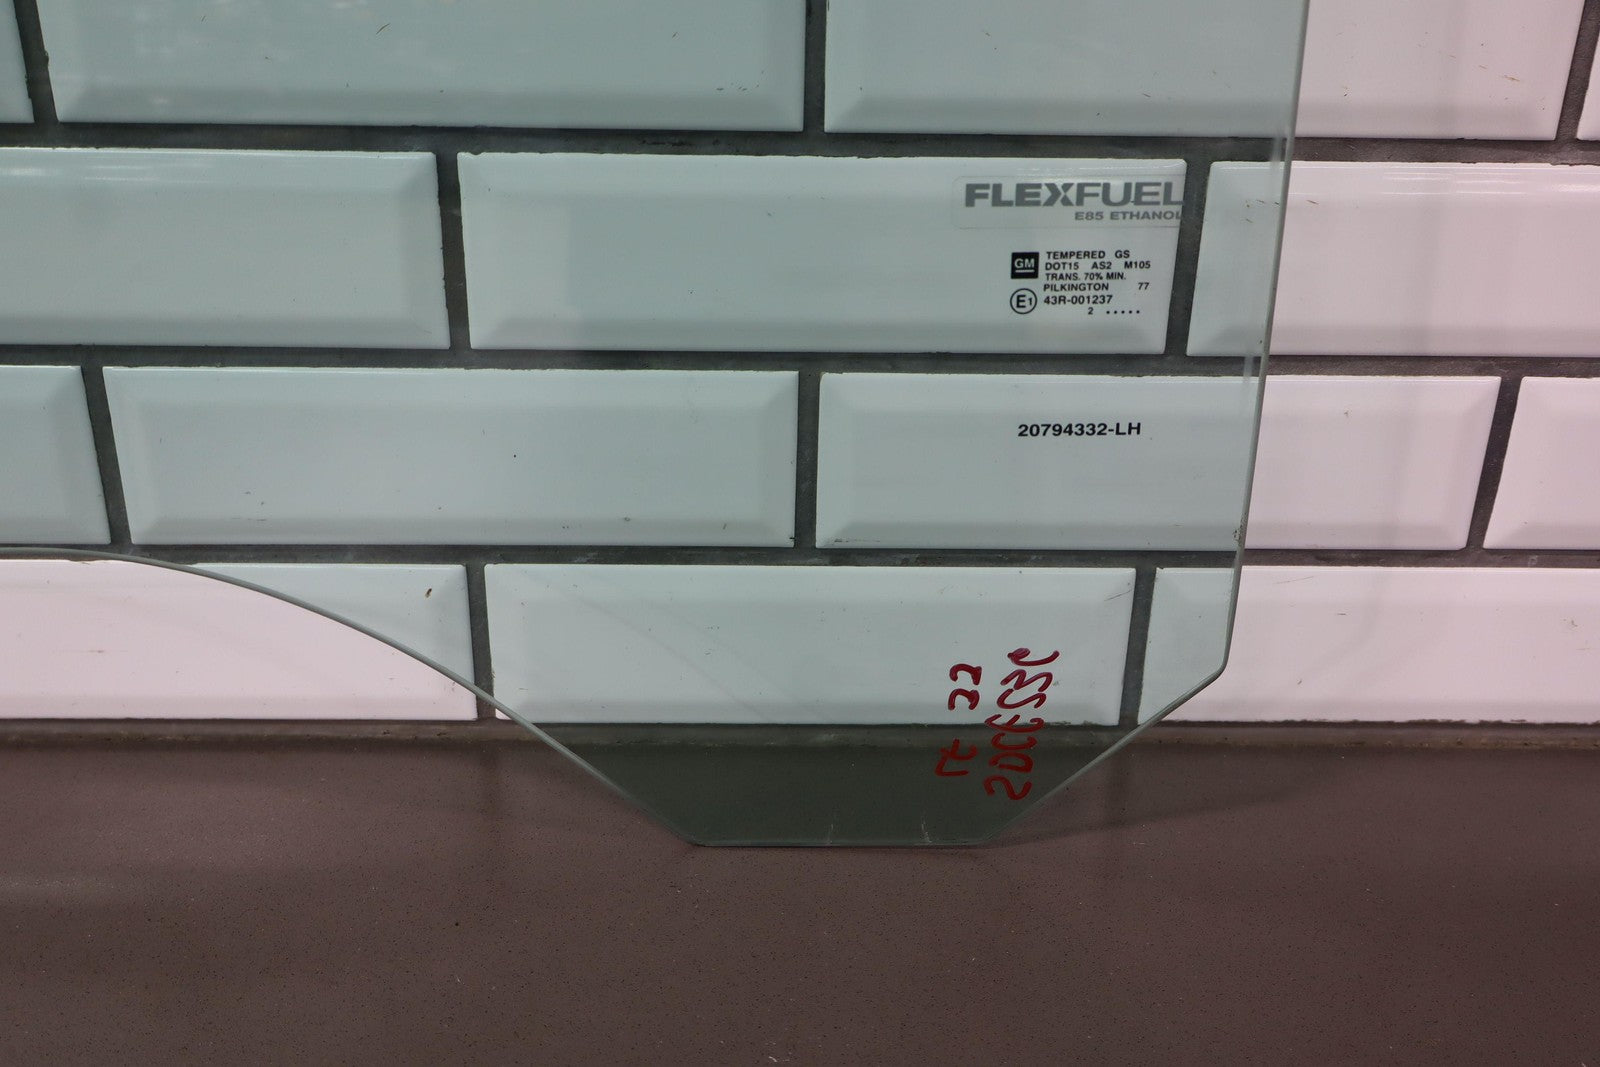 FLEXFUEL
E85 ETHANOL
GM
TEMPERED GS
DOT15 AS2 M105
TRANS. 70% MIN.
PILKINGTON 77
E1 43R-001237
2 .....
20794332-LH
22